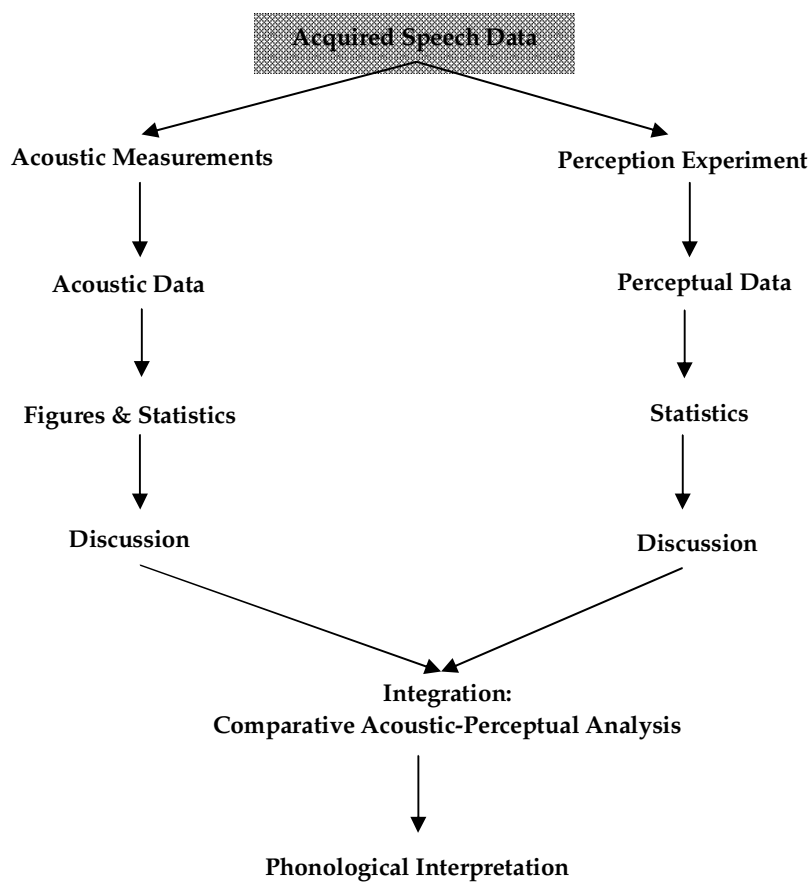 Acquired Speech Data
Acoustic Measurements
Perception Experiment
Acoustic Data
Perceptual Data
Figures & Statistics
Statistics
Discussion
Discussion
Integration:
Comparative Acoustic-Perceptual Analysis
Phonological Interpretation